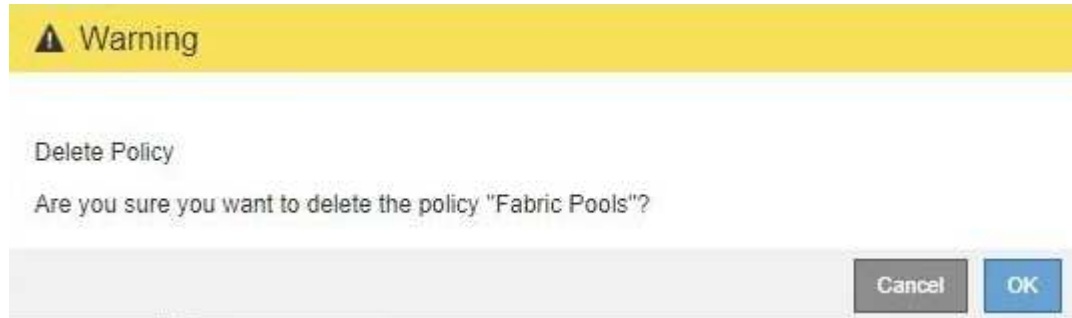 Warning
Delete Policy
Are you sure you want to delete the policy "Fabric Pools"?
Cancel
OK